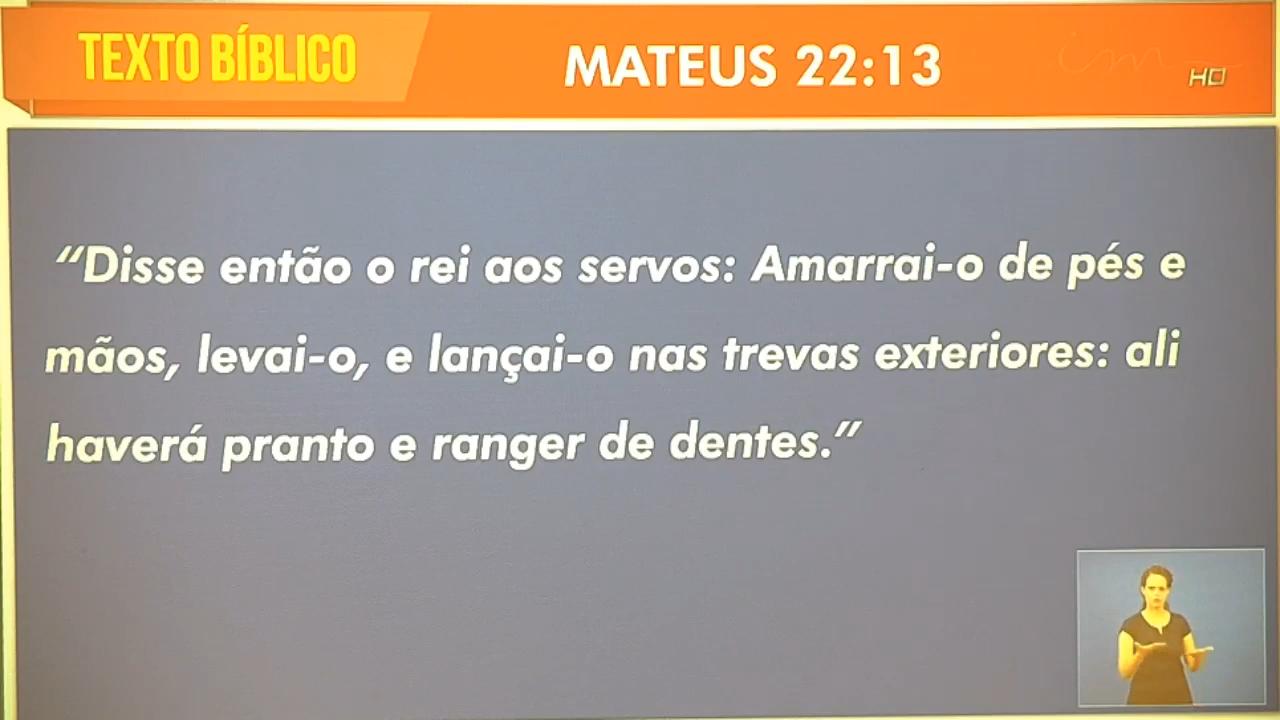 TEXTO BÍBLICO
MATEUS 22:13
im
HD
“Disse então o rei aos servos: Amarrai-o de pés e
mãos, levai-o, e lançai-o nas trevas exteriores: ali
haverá pranto e ranger de dentes.”